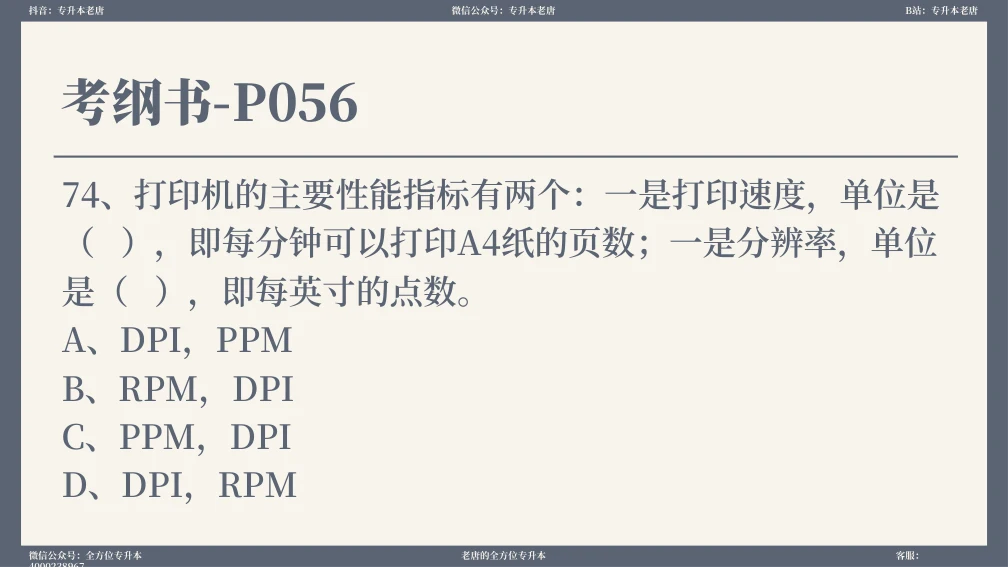 抖音：专升本老唐
微信公众号：专升本老唐
B站：专升本老唐
考纲书-P056
74、打印机的主要性能指标有两个：一是打印速度，单位是
（ ），即每分钟可以打印A4纸的页数；一是分辨率，单位
是（ ），即每英寸的点数。
A、DPI，PPM
B、RPM，DPI
C、PPM，DPI
D、DPI，RPM
微信公众号：全方位专升本
老唐的全方位专升本
客服：
4000238967